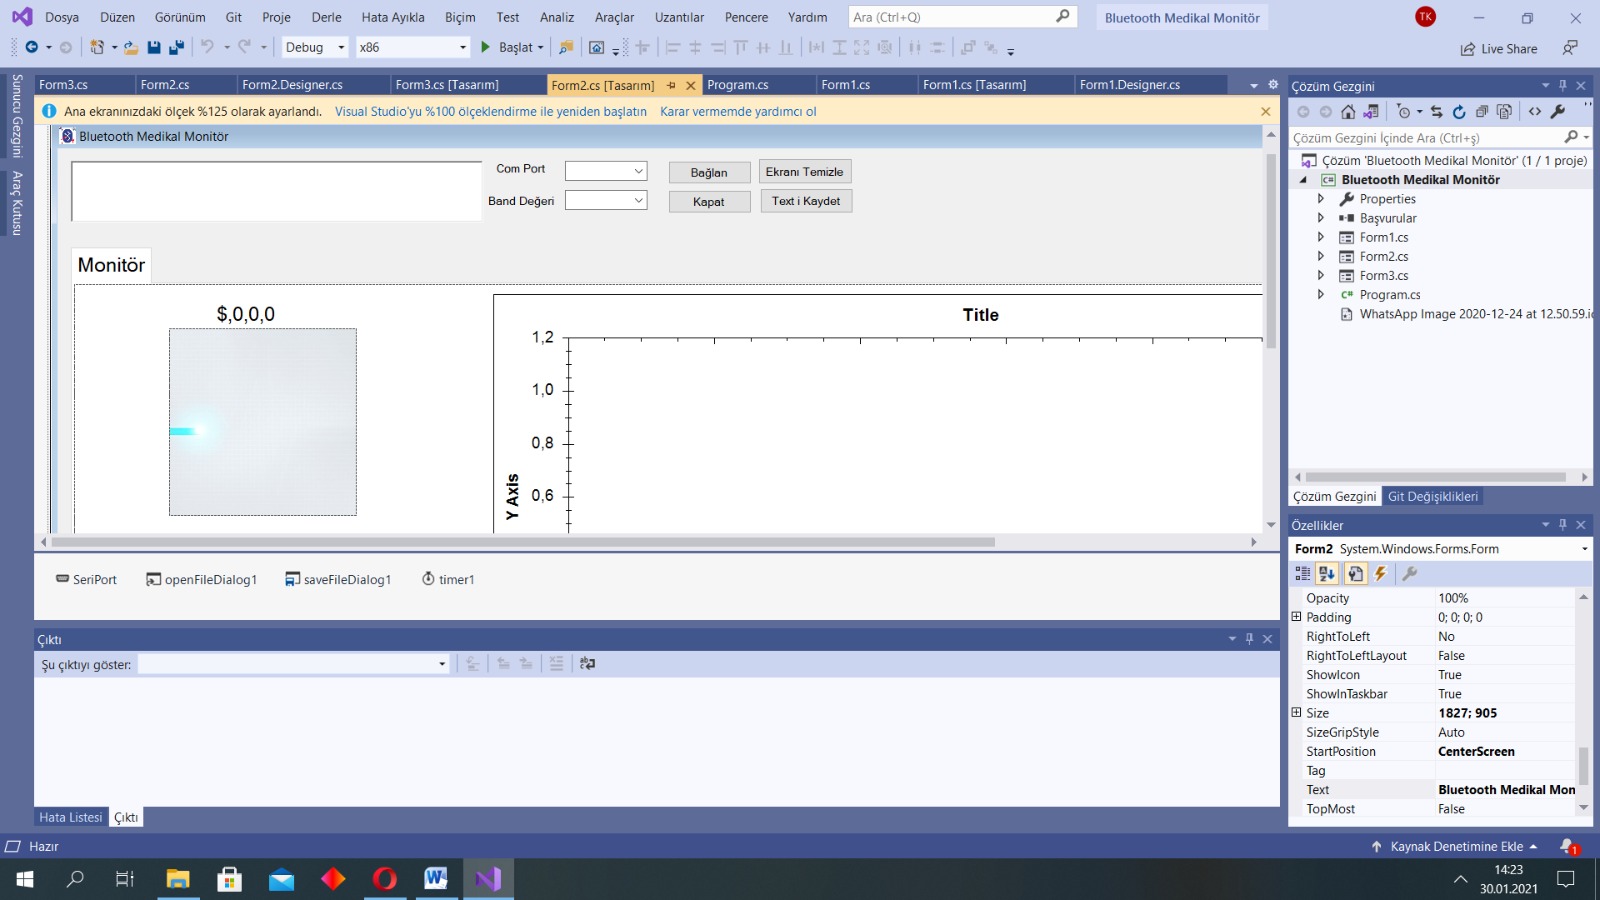 Dosya Düzen Görünüm Git Proje Derle Hata Ayıkla Biçim Test Analiz Araçlar Uzantılar Pencere Yardım Ara (Ctrl+Q) Bluetooth Medikal Monitör TK
Debug x86 Başlat Live Share
Sunucu Gezgini
Araç Kutusu
Form3.cs Form2.cs Form2.Designer.cs Form3.cs [Tasarım] Form2.cs [Tasarım] Program.cs Form1.cs Form1.cs [Tasarım] Form1.Designer.cs
Ana ekranınızdaki ölçek %125 olarak ayarlandı. Visual Studio'yu %100 ölçeklendirme ile yeniden başlatın Karar vermemde yardımcı ol
Bluetooth Medikal Monitör
Com Port Bağlan Ekranı Temizle
Band Değeri Kapat Text i Kaydet
Monitör
$,0,0,0
Title
1,2
1,0
0,8
0,6
Y Axis
SeriPort openFileDialog1 saveFileDialog1 timer1
Çıktı
Şu çıktıyı göster:
Hata Listesi Çıktı
Çözüm Gezgini
Çözüm Gezgini İçinde Ara (Ctrl+ş)
Çözüm 'Bluetooth Medikal Monitör' (1 / 1 proje)
Bluetooth Medikal Monitör
Properties
Başvurular
Form1.cs
Form2.cs
Form3.cs
C# Program.cs
WhatsApp Image 2020-12-24 at 12.50.59.ic
Çözüm Gezgini Git Değişiklikleri
Özellikler
Form2 System.Windows.Forms.Form
Opacity 100%
Padding 0; 0; 0; 0
RightToLeft No
RightToLeftLayout False
ShowIcon True
ShowInTaskbar True
Size 1827; 905
SizeGripStyle Auto
StartPosition CenterScreen
Tag
Text Bluetooth Medikal Mon
TopMost False
Hazır Kaynak Denetimine Ekle 1
14:23
30.01.2021